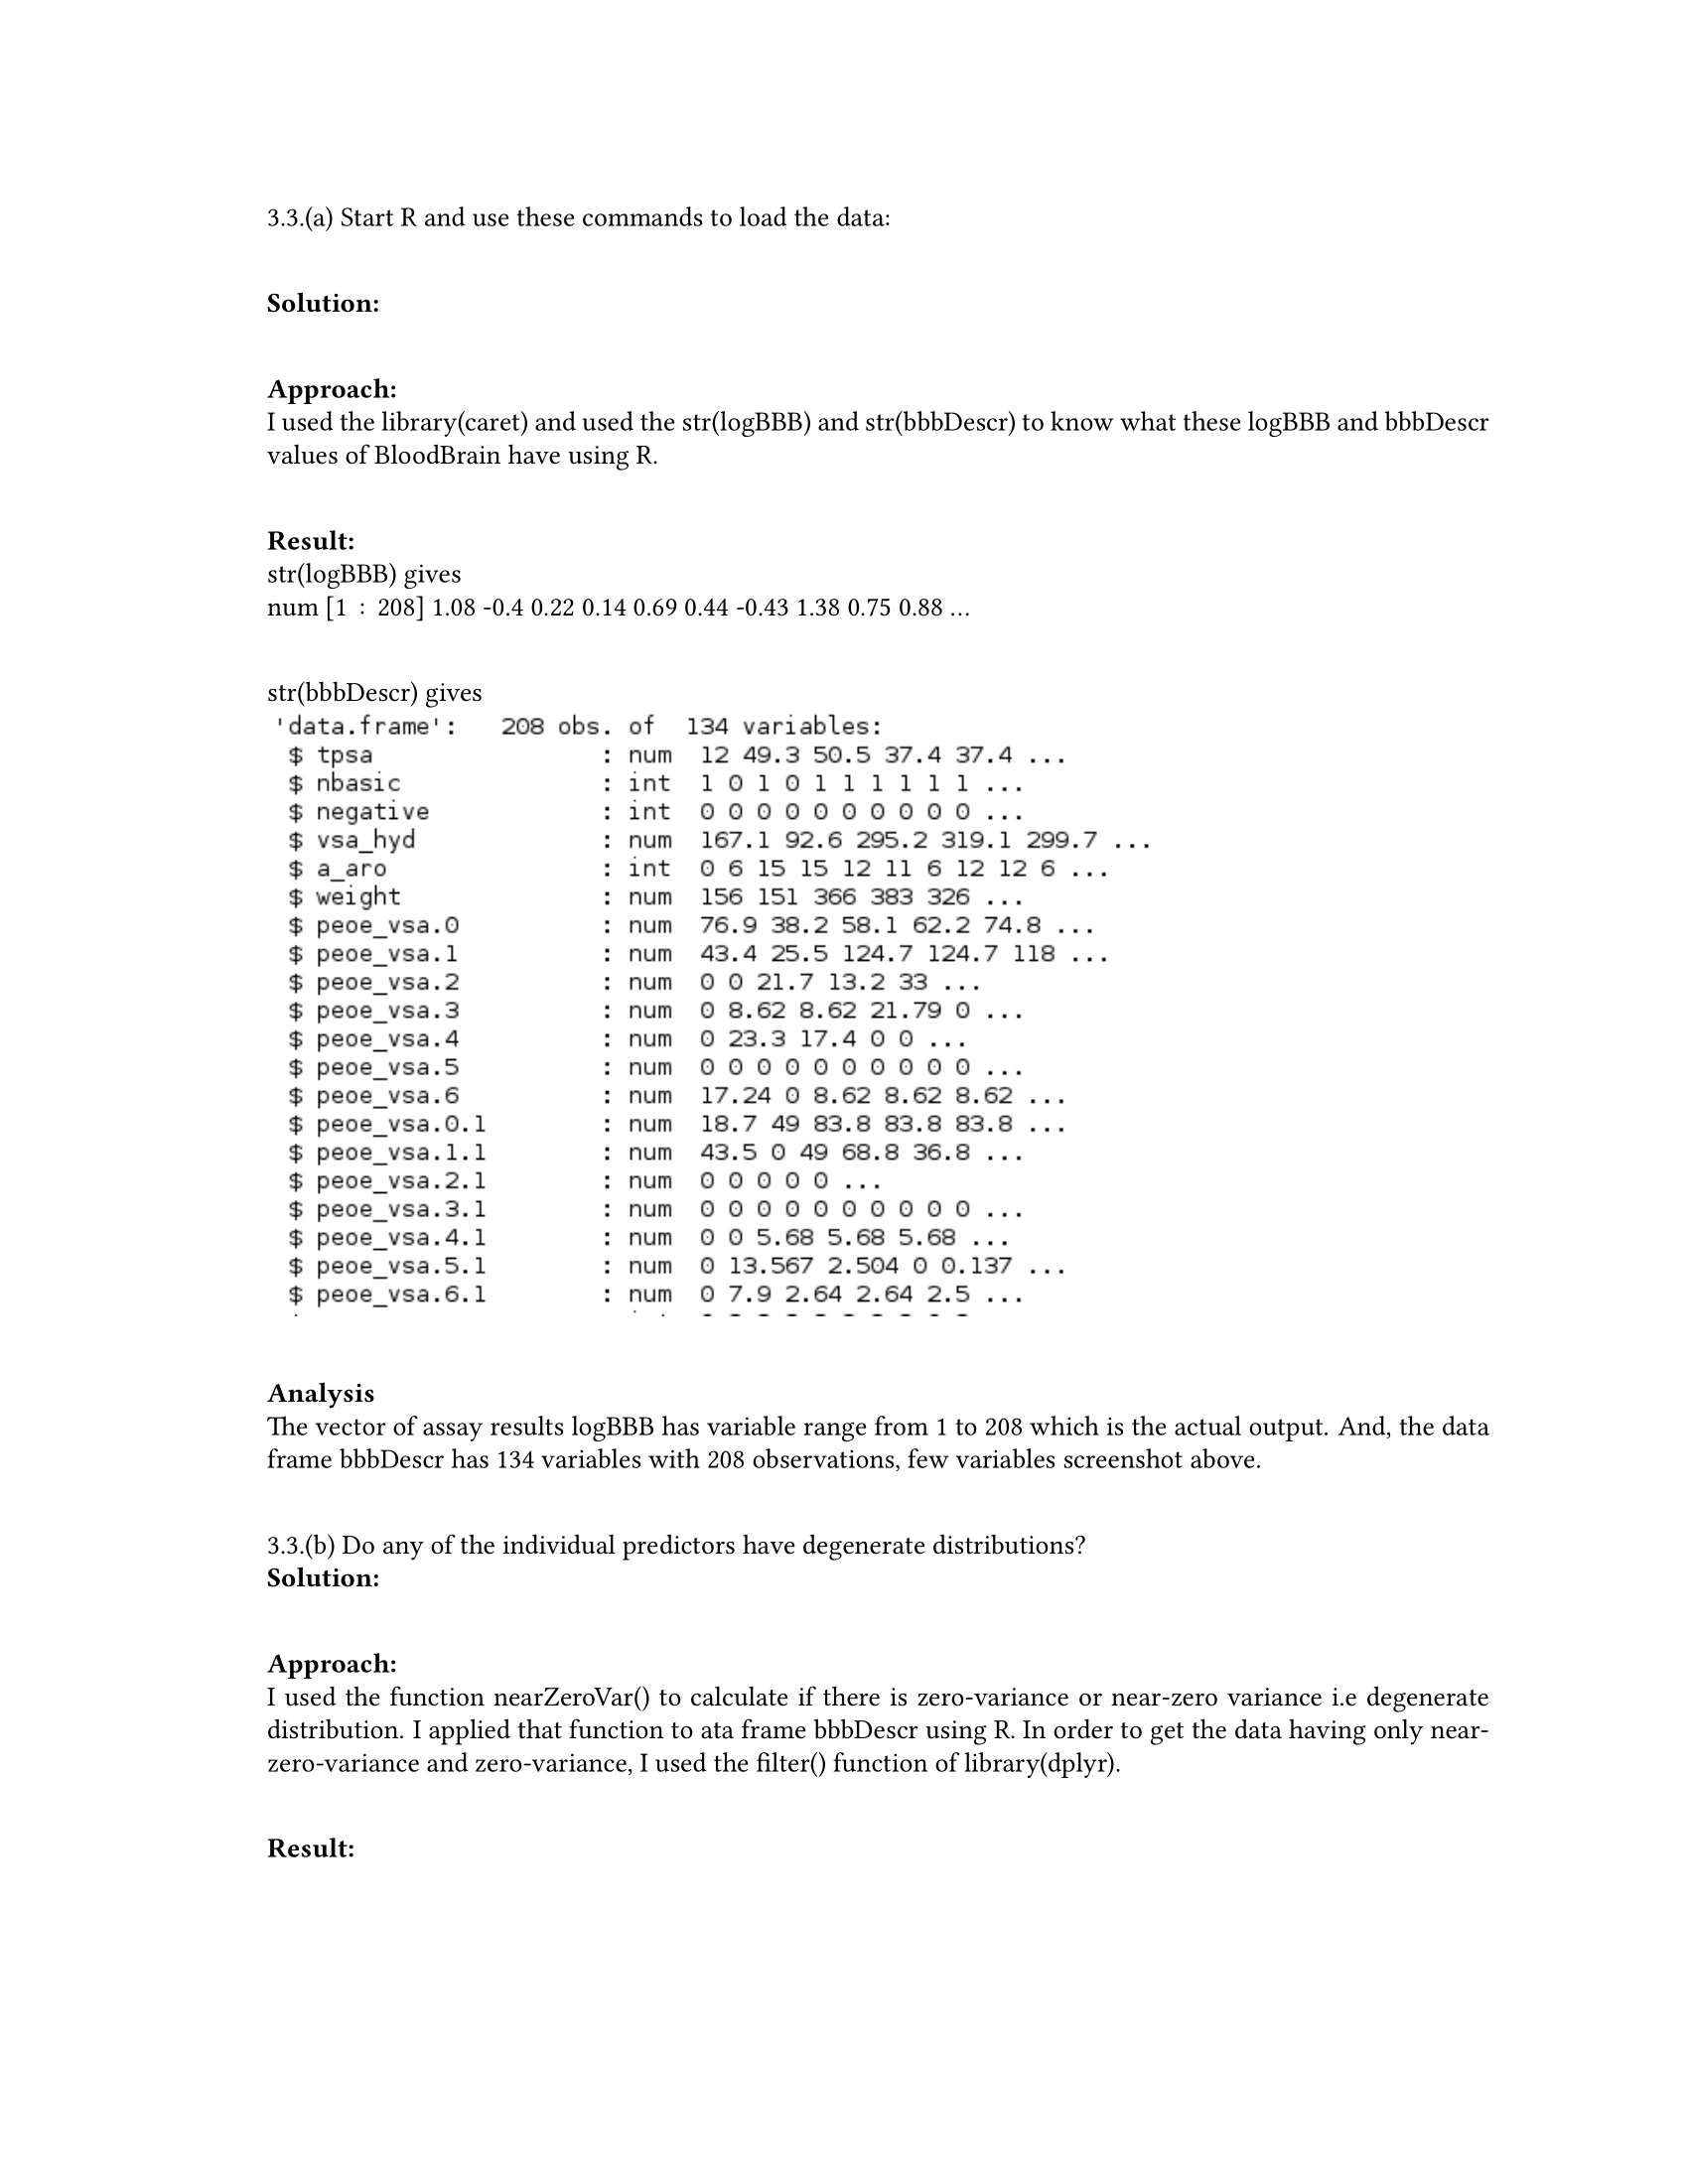 3.3.(a) Start R and use these commands to load the data:
Solution:
Approach:
I used the library(caret) and used the str(logBBB) and str(bbbDescr) to know what these logBBB and bbbDescr
values of BloodBrain have using R.
Result:
str(logBBB) gives
num [1 : 208] 1.08 -0.4 0.22 0.14 0.69 0.44 -0.43 1.38 0.75 0.88 ...
str(bbbDescr) gives
'data.frame': 208 obs. of 134 variables:
$ tpsa : num 12 49.3 50.5 37.4 37.4 ...
$ nbasic : int 1 0 1 0 1 1 1 1 1 1 ...
$ negative : int 0 0 0 0 0 0 0 0 0 0 ...
$ vsa_hyd : num 167.1 92.6 295.2 319.1 299.7 ...
$ a_aro : int 0 6 15 15 12 11 6 12 12 6 ...
$ weight : num 156 151 366 383 326 ...
$ peoe_vsa.0 : num 76.9 38.2 58.1 62.2 74.8 ...
$ peoe_vsa.1 : num 43.4 25.5 124.7 124.7 118 ...
$ peoe_vsa.2 : num 0 0 21.7 13.2 33 ...
$ peoe_vsa.3 : num 0 8.62 8.62 21.79 0 ...
$ peoe_vsa.4 : num 0 23.3 17.4 0 0 ...
$ peoe_vsa.5 : num 0 0 0 0 0 0 0 0 0 0 ...
$ peoe_vsa.6 : num 17.24 0 8.62 8.62 8.62 ...
$ peoe_vsa.0.1 : num 18.7 49 83.8 83.8 83.8 ...
$ peoe_vsa.1.1 : num 43.5 0 49 68.8 36.8 ...
$ peoe_vsa.2.1 : num 0 0 0 0 0 ...
$ peoe_vsa.3.1 : num 0 0 0 0 0 0 0 0 0 0 ...
$ peoe_vsa.4.1 : num 0 0 5.68 5.68 5.68 ...
$ peoe_vsa.5.1 : num 0 13.567 2.504 0 0.137 ...
$ peoe_vsa.6.1 : num 0 7.9 2.64 2.64 2.5 ...
Analysis
The vector of assay results logBBB has variable range from 1 to 208 which is the actual output. And, the data
frame bbbDescr has 134 variables with 208 observations, few variables screenshot above.
3.3.(b) Do any of the individual predictors have degenerate distributions?
Solution:
Approach:
I used the function nearZeroVar() to calculate if there is zero-variance or near-zero variance i.e degenerate
distribution. I applied that function to ata frame bbbDescr using R. In order to get the data having only near-
zero-variance and zero-variance, I used the filter() function of library(dplyr).
Result: